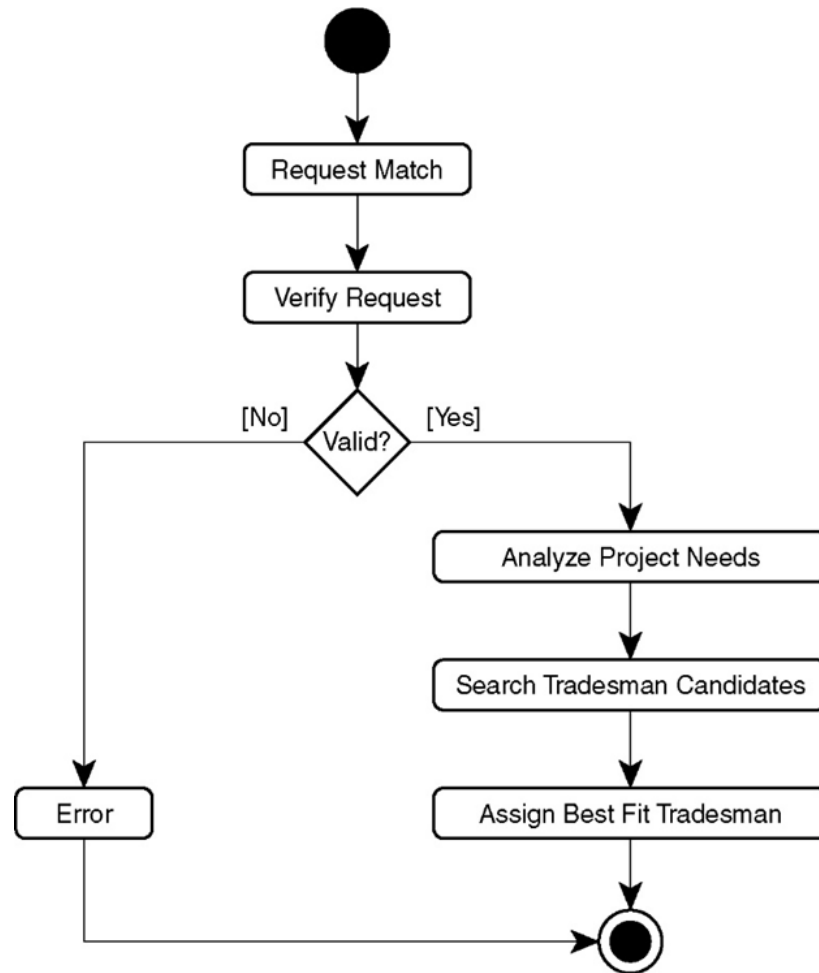 Request Match
Verify Request
[No]
[Yes]
Valid?
Analyze Project Needs
Search Tradesman Candidates
Error
Assign Best Fit Tradesman